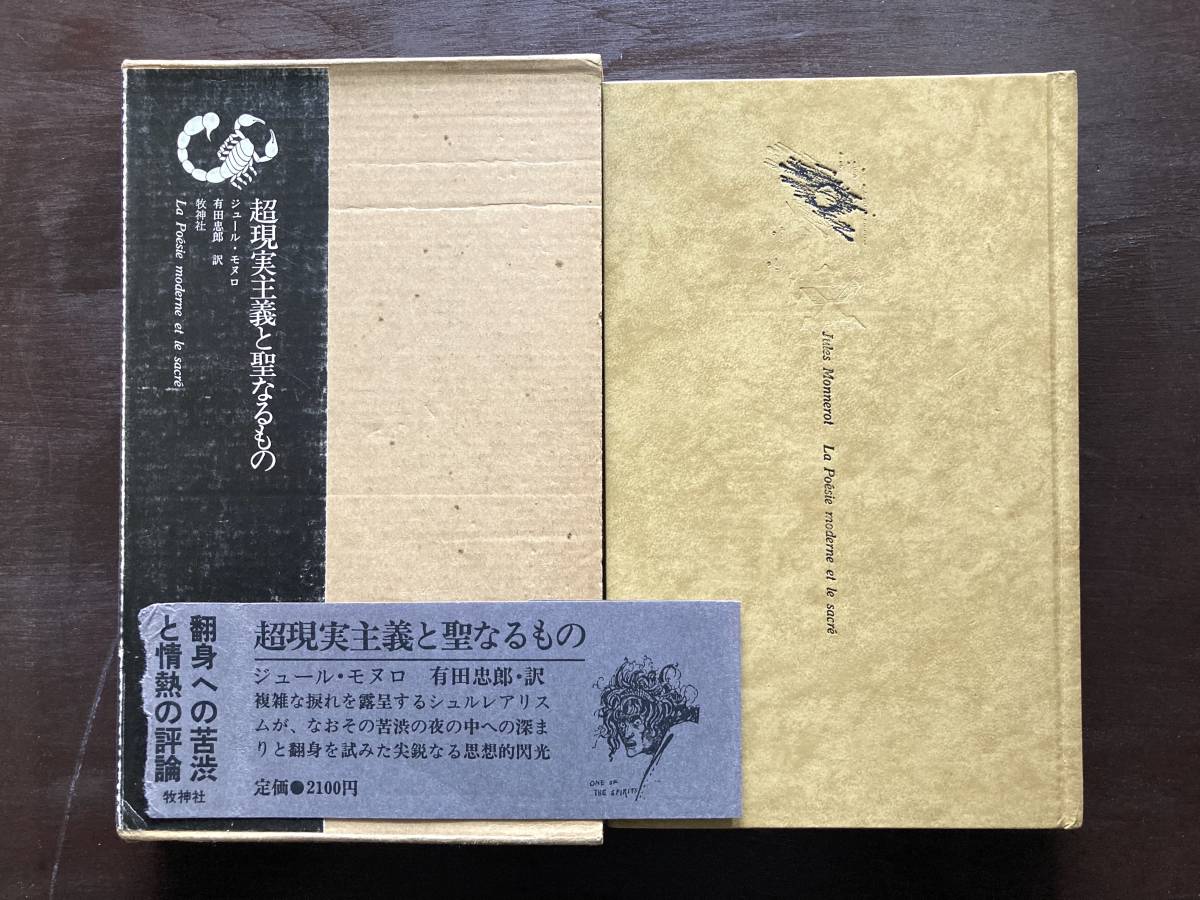 超現実主義と聖なるもの
ジュール・モヌロ
有田忠郎 訳
牧神社
La Poésie moderne et le sacré
Jules Monnerot La Poésie moderne et le sacré
翻身への苦渋
と情熱の評論
牧神社
超現実主義と聖なるもの
ジュール・モヌロ 有田忠郎・訳
複雑な捩れを露呈するシュルレアリス
ムが、なおその苦渋の夜の中への深ま
りと翻身を試みた尖鋭なる思想的閃光
定価●2100円
ONE OF
THE SPIRITS